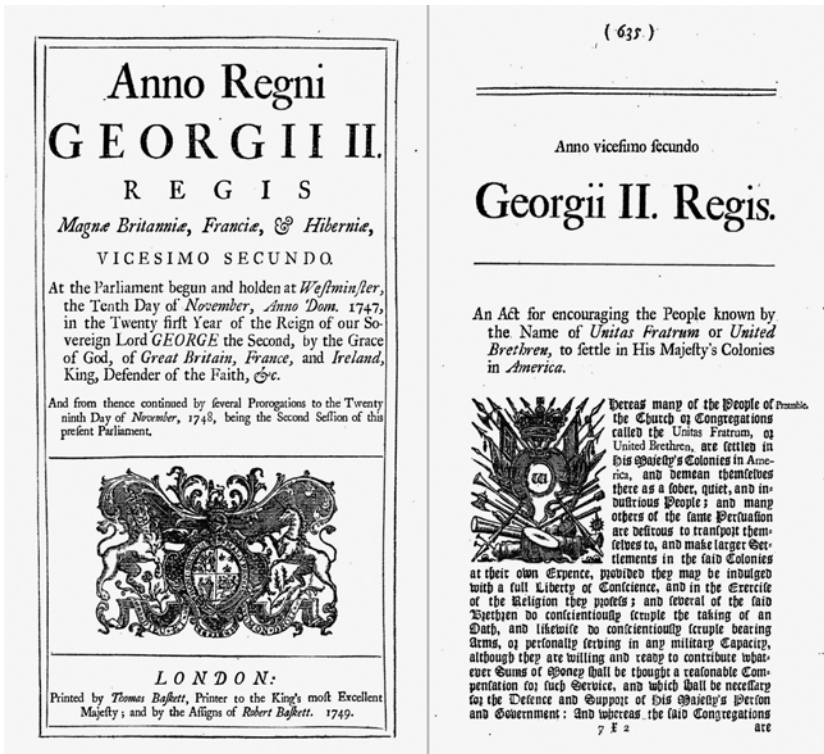 Anno Regni
GEORGII II.
REGIS
Magnæ Britanniæ, Franciæ, & Hiberniæ,
VICESIMO SECUNDO.
At the Parliament begun and holden at Weſtminſter,
the Tenth Day of November, Anno Dom. 1747,
in the Twenty firſt Year of the Reign of our So-
vereign Lord GEORGE the Second, by the Grace
of God, of Great Britain, France, and Ireland,
King, Defender of the Faith, &c.
And from thence continued by ſeveral Prorogations to the Twenty
ninth Day of November, 1748, being the Second Seſſion of this
preſent Parliament.
LONDON:
Printed by Thomas Baſkett, Printer to the King's moſt Excellent
Majeſty; and by the Aſſigns of Robert Baſkett. 1749.
( 635 )
Anno viceſimo ſecundo
Georgii II. Regis.
An Act for encouraging the People known by
the Name of Unitas Fratrum or United
Brethren, to ſettle in His Majeſty's Colonies
in America.
Whereas many of the People of Preamble.
the Church or Congregations
called the Unitas Fratrum, or
United Brethren, are ſettled in
His Majeſty's Colonies in Ame-
rica, and demean themſelves
there as a ſober, quiet, and in-
duſtrious People; and many
others of the ſame Perſuaſion
are deſirous to tranſport them-
ſelves to, and make larger Set-
tlements in the ſaid Colonies
at their own Expence, provided they may be indulged
with a full Liberty of Conſcience, and in the Exerciſe
of the Religion they profeſs; and ſeveral of the ſaid
Brethren do conſcientiouſly ſcruple the taking of an
Oath, and likewiſe do conſcientiouſly ſcruple bearing
Arms, or perſonally ſerving in any military Capacity,
although they are willing and ready to contribute what-
ever Sums of Money ſhall be thought a reaſonable Com-
penſation for ſuch Service, and which ſhall be neceſſary
for the Defence and Support of His Majeſty's Perſon
and Government: And whereas the ſaid Congregations
7 X 2 are